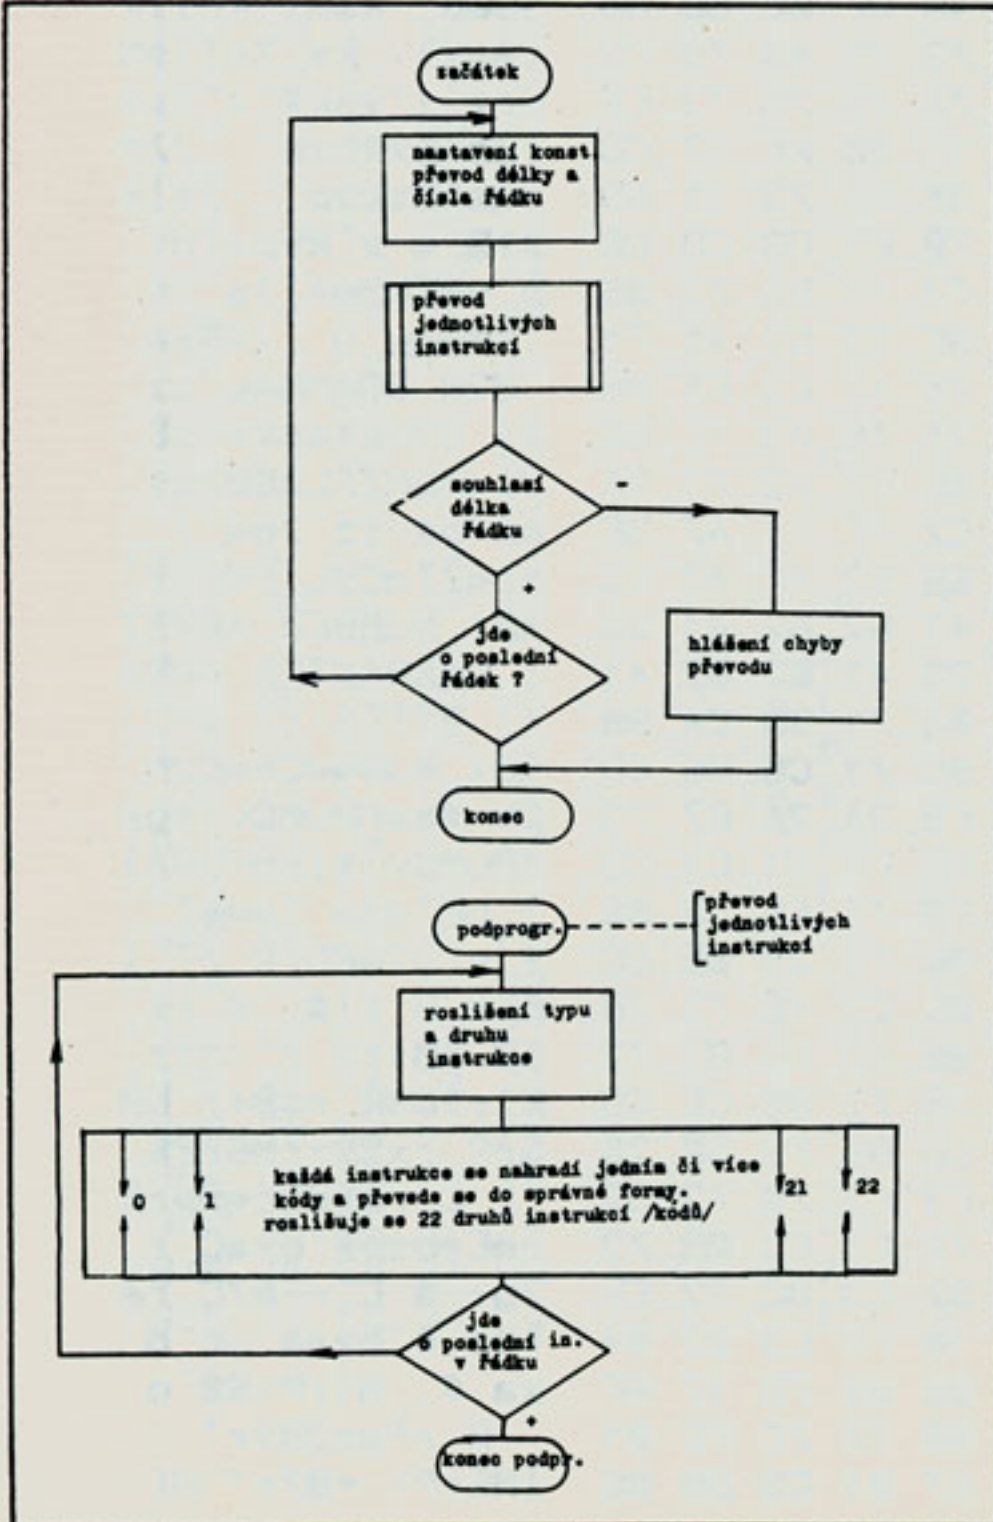 začátek
nastavení konst.
převod délky a
čísla řádku
převod
jednotlivých
instrukcí
souhlasí
délka
řádku
-
+
jde
o poslední
řádek ?
hlášení chyby
převodu
konec
podprogr.
převod
jednotlivých
instrukcí
rozlišení typu
a druhu
instrukce
každá instrukce se nahradí jedním či více
kódy a převede se do správné formy.
rozlišuje se 22 druhů instrukcí /kódů/
0 1 21 22
jde
o poslední in.
v řádku
+
konec podpr.